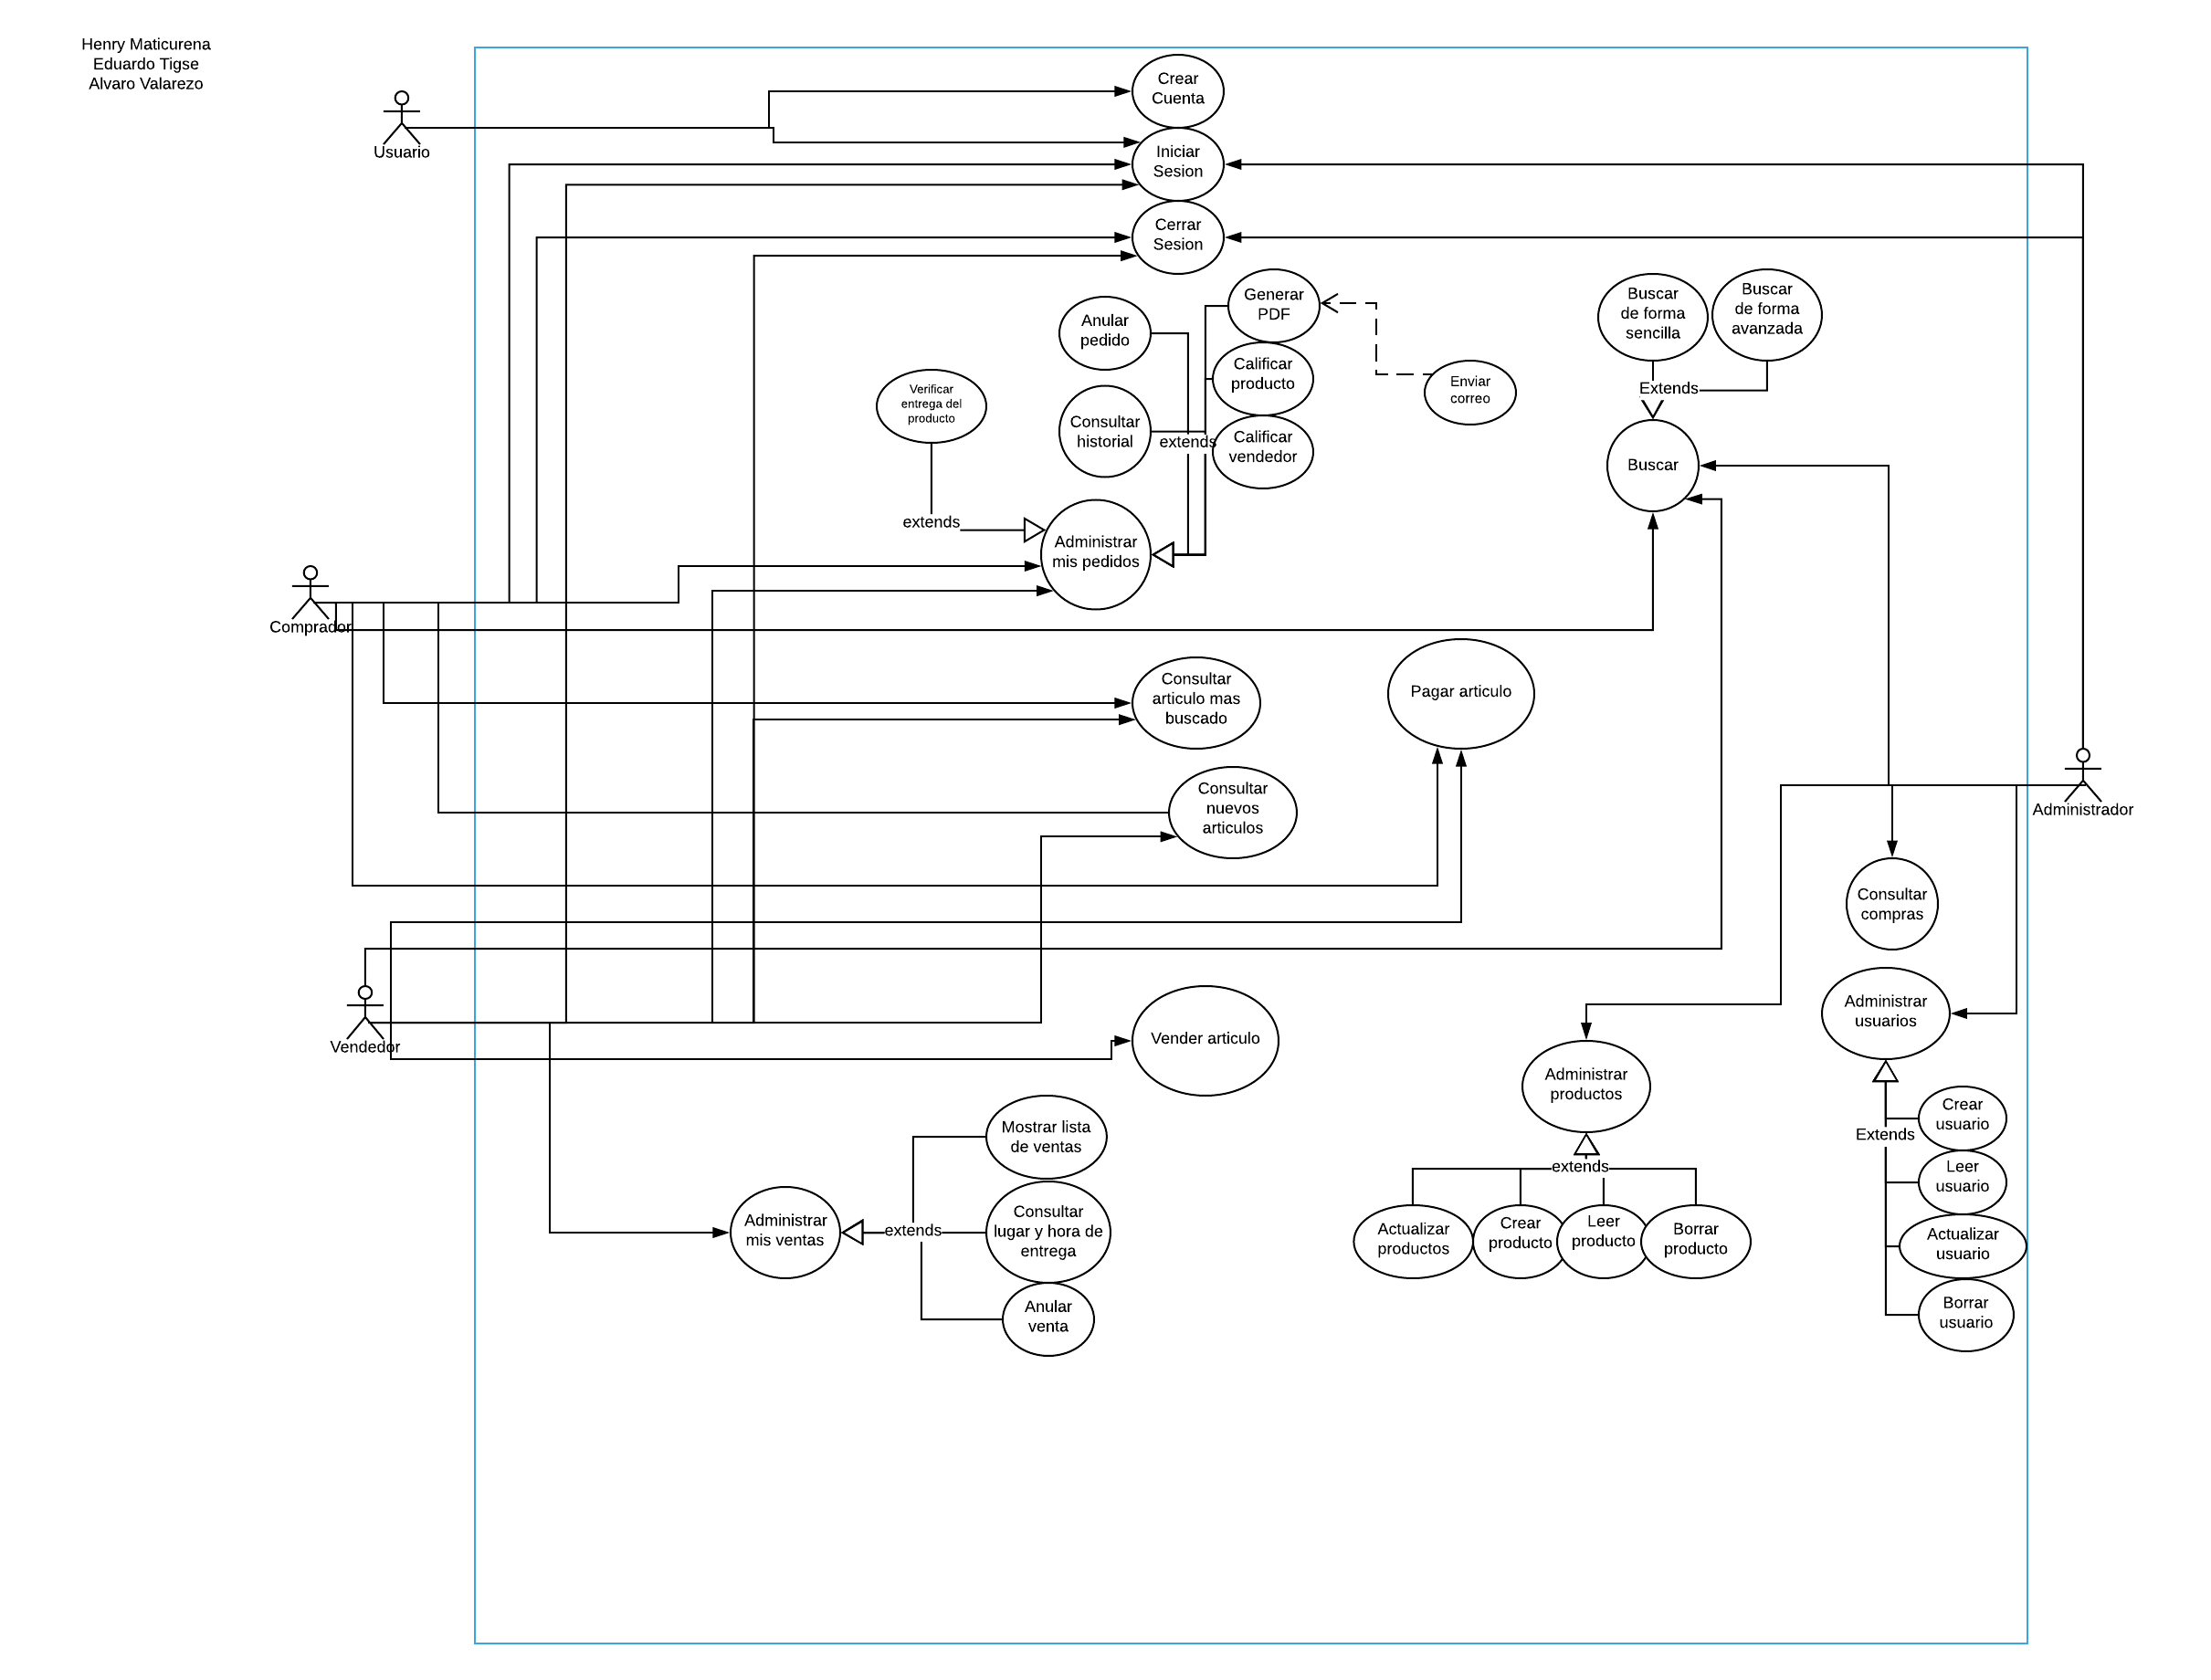 Henry Maticurena
Eduardo Tigse
Alvaro Valarezo
Usuario
Crear
Cuenta
Iniciar
Sesion
Cerrar
Sesion
Generar
PDF
Anular
pedido
Calificar
producto
Verificar
entrega del
producto
Consultar
historial
extends
Calificar
vendedor
Enviar
correo
Buscar
de forma
sencilla
Buscar
de forma
avanzada
Extends
Buscar
extends
Administrar
mis pedidos
Comprador
Consultar
articulo mas
buscado
Pagar articulo
Consultar
nuevos
articulos
Administrador
Consultar
compras
Administrar
usuarios
Vendedor
Vender articulo
Administrar
productos
Extends
Crear
usuario
Leer
usuario
Actualizar
usuario
Borrar
usuario
extends
Actualizar
productos
Crear
producto
Leer
producto
Borrar
producto
Mostrar lista
de ventas
Administrar
mis ventas
extends
Consultar
lugar y hora de
entrega
Anular
venta